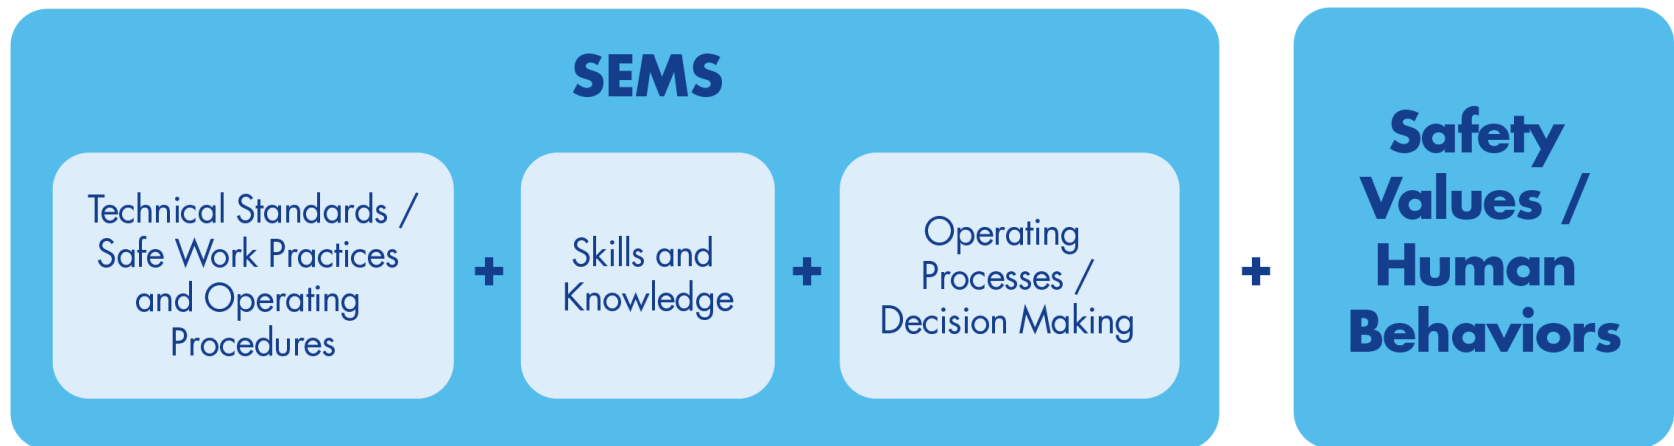 SEMS
Technical Standards /
Safe Work Practices
and Operating
Procedures
+
Skills and
Knowledge
+
Operating
Processes /
Decision Making
+
Safety
Values /
Human
Behaviors